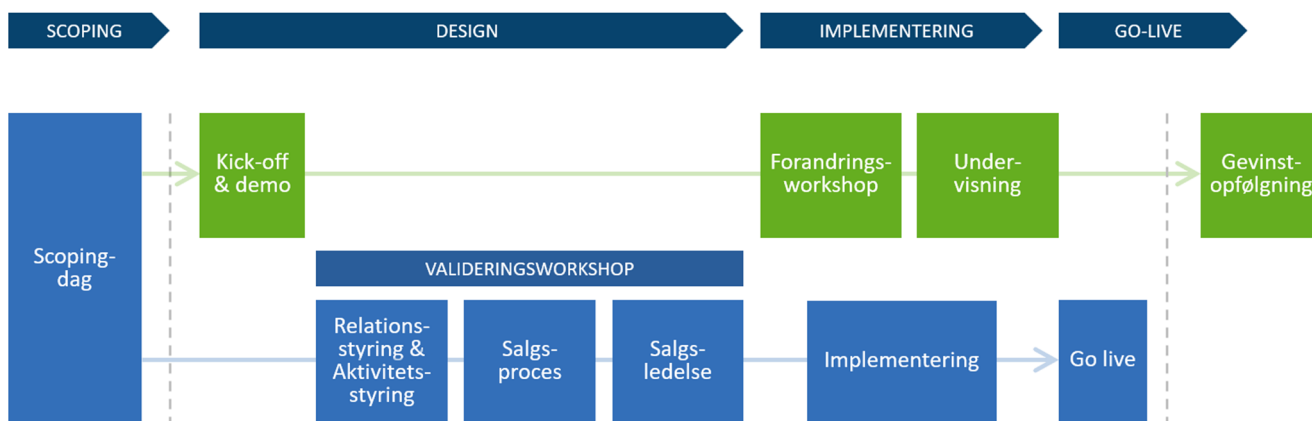 SCOPING
DESIGN
IMPLEMENTERING
GO-LIVE
Scoping-
dag
Kick-off
& demo
Forandrings-
workshop
Under-
visning
Gevinst-
opfølgning
VALIDERINGSWORKSHOP
Relations-
styring &
Aktivitets-
styring
Salgs-
proces
Salgs-
ledelse
Implementering
Go live